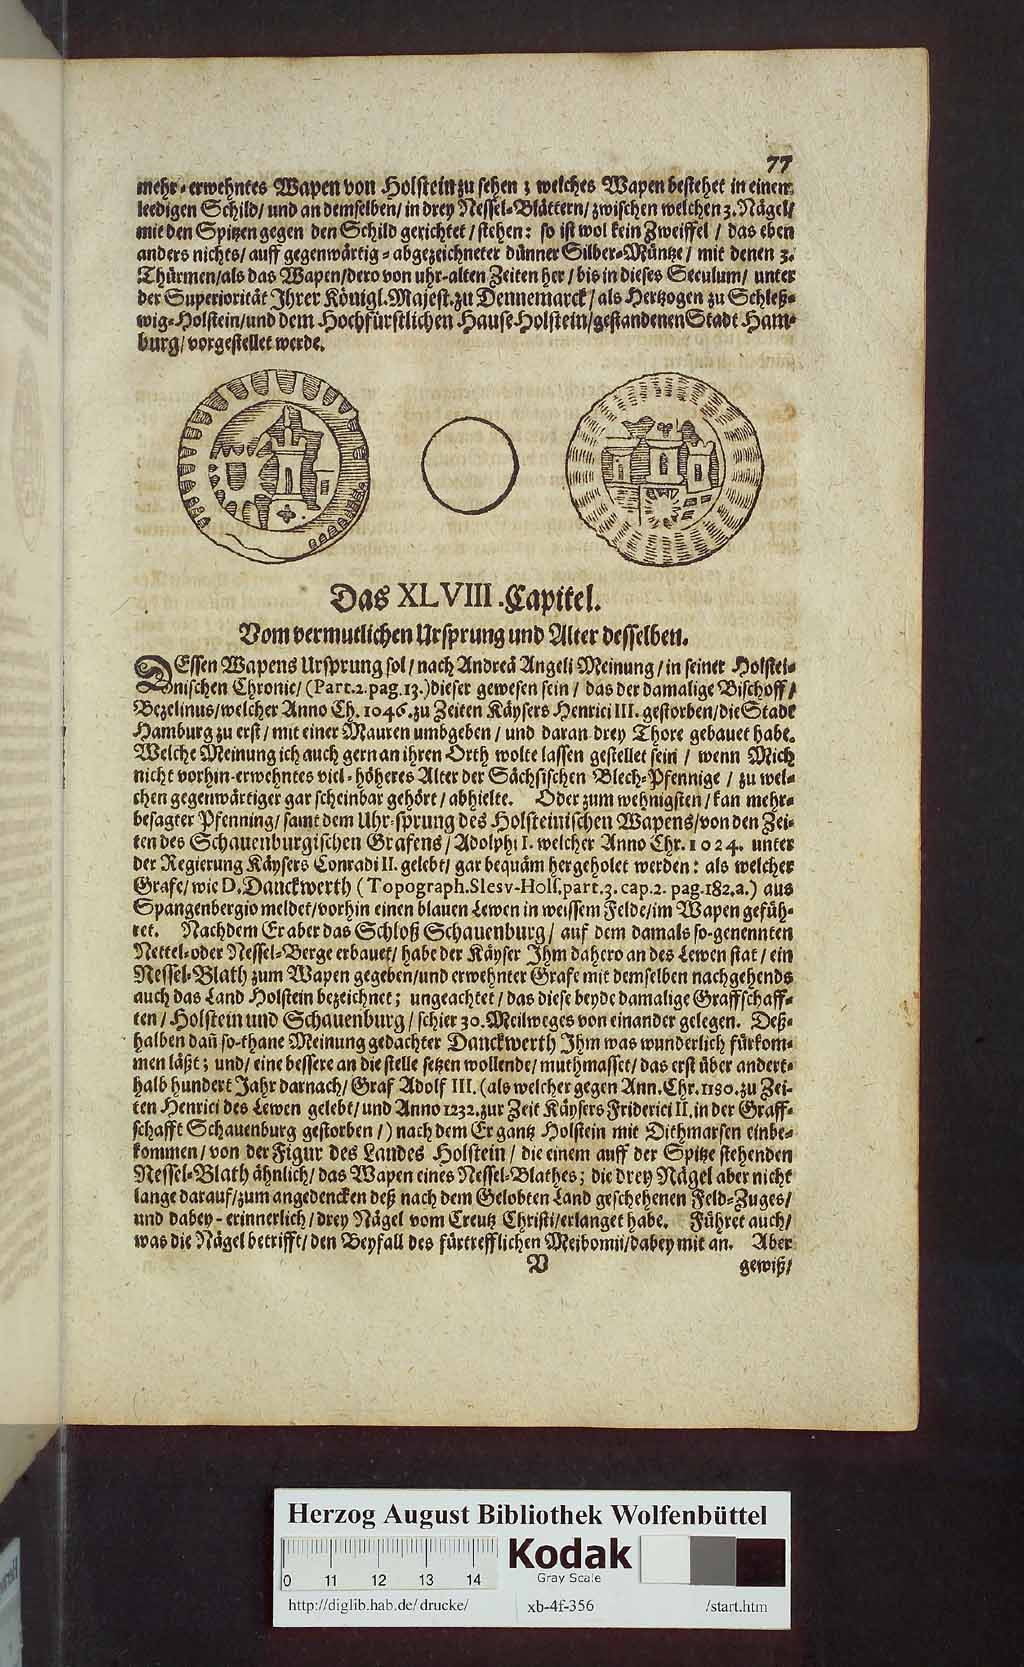 77
mehr-erwehntes Wapen von Holstein zu sehen; welches Wapen bestehet in einem
leedigen Schild/ und an demselben/ in drey Nessel-Blättern/ zwischen welchen 3. Nägel/
mit den Spitzen gegen den Schild gerichtet/ stehen: so ist wol kein Zweiffel/ das eben
anders nichts/ auff gegenwärtig-abgezeichneter dünner Silber-Müntze/ mit denen 3.
Thürmen/ als das Wapen/ dero von uhr-alten Zeiten her/ bis in dieses Seculum/ unter
der Superiorität Ihrer Königl. Majest. zu Dennemarck/ als Hertzogen zu Schleß-
wig-Holstein/ und dem Hochfürstlichen Hause Holstein/ gestandenen Stadt Ham-
burg/ vorgestellet werde.
Das XLVIII. Capitel.
Vom vermutlichen Ursprung und Alter desselben.
DEssen Wapens Ursprung sol/ nach Andreä Angeli Meinung/ in seiner Holstei-
nischen Chronic/ (Part. 2. pag. 13.) dieser gewesen sein/ das der damalige Bischoff/
Bezelinus/ welcher Anno Ch. 1046. zu Zeiten Käysers Henrici III. gestorben/ die Stadt
Hamburg zu erst/ mit einer Mauren umbgeben/ und daran drey Thore gebauet habe.
Welche Meinung ich auch gern an ihren Orth wolte lassen gestellet sein/ wenn Mich
nicht vorhin-erwehntes viel-höheres Alter der Sächsischen Blech-Pfennige/ zu wel-
chen gegenwärtiger gar scheinbar gehört/ abhielte. Oder zum wehnigsten/ kan mehr-
besagter Pfenning/ samt dem Uhr-sprung des Holsteinischen Wapens/ von den Zei-
ten des Schauenburgischen Grafens/ Adolphi I. welcher Anno Chr. 1024. unter
der Regierung Käysers Conradi II. gelebt/ gar bequäm hergeholet werden: als welcher
Grafe/ wie D. Danckwerth (Topograph. Slesv-Hols. part. 3. cap. 2. pag. 182. a.) aus
Spangenbergio meldet/ vorhin einen blauen Lewen in weissem Felde/ im Wapen gefüh-
ret. Nachdem Er aber das Schloß Schauenburg/ auf dem damals so-genennten
Nettel- oder Nessel-Berge erbauet/ habe der Käyser Ihm dahero an des Lewen stat/ ein
Nessel-Blath zum Wapen gegeben/ und erwehnter Grafe mit demselben nachgehends
auch das Land Holstein bezeichnet; ungeachtet/ das diese beyde damalige Graffschaff-
ten/ Holstein und Schauenburg/ schier 30. Meilweges von einander gelegen. Deß-
halben dañ so-thane Meinung gedachter Danckwerth Ihm was wunderlich fürkom-
men läßt; und/ eine bessere an die stelle setzen wollende/ muthmasset/ das erst über andert-
halb hundert Jahr darnach/ Graf Adolf III. (als welcher gegen Ann. Chr. 1180. zu Zei-
ten Henrici des Lewen gelebt/ und Anno 1232. zur Zeit Käysers Friderici II. in der Graff-
schafft Schauenburg gestorben/) nach dem Er gantz Holstein mit Dithmarsen einbe-
kommen/ von der Figur des Landes Holstein/ die einem auff der Spitze stehenden
Nessel-Blath ähnlich/ das Wapen eines Nessel-Blathes; die drey Nägel aber nicht
lange darauf/ zum angedencken deß nach dem Gelobten Land geschehenen Feld-Zuges/
und dabey-erinnerlich/ drey Nägel vom Creutz Christi/ erlanget habe. Führet auch/
was die Nägel betrifft/ den Beyfall des fürtrefflichen Meibomii/ dabey mit an. Aber
V gewiß/
Herzog August Bibliothek Wolfenbüttel
0 11 12 13 14
Kodak
Gray Scale
http://diglib.hab.de/drucke/ xb-4f-356 /start.htm